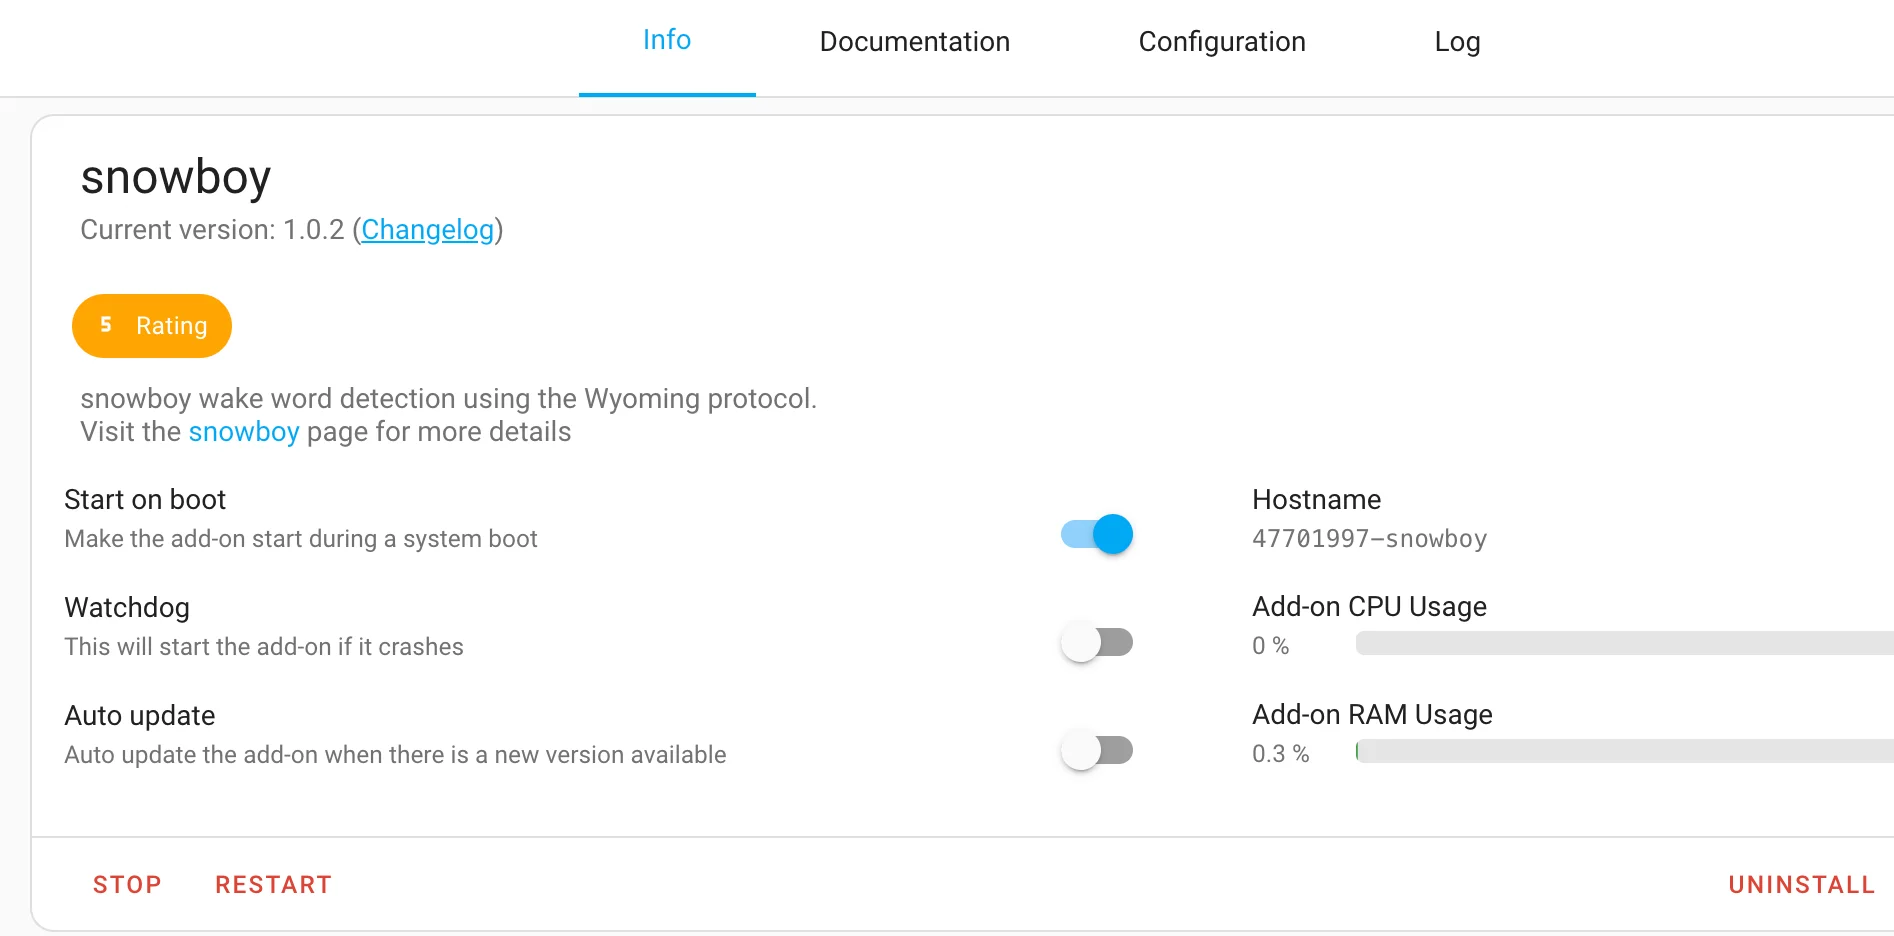 Info Documentation Configuration Log
snowboy
Current version: 1.0.2 (Changelog)
5 Rating
snowboy wake word detection using the Wyoming protocol.
Visit the snowboy page for more details
Start on boot
Make the add-on start during a system boot
Hostname
47701997-snowboy
Watchdog
This will start the add-on if it crashes
Add-on CPU Usage
0 %
Auto update
Auto update the add-on when there is a new version available
Add-on RAM Usage
0.3 %
STOP RESTART UNINSTALL